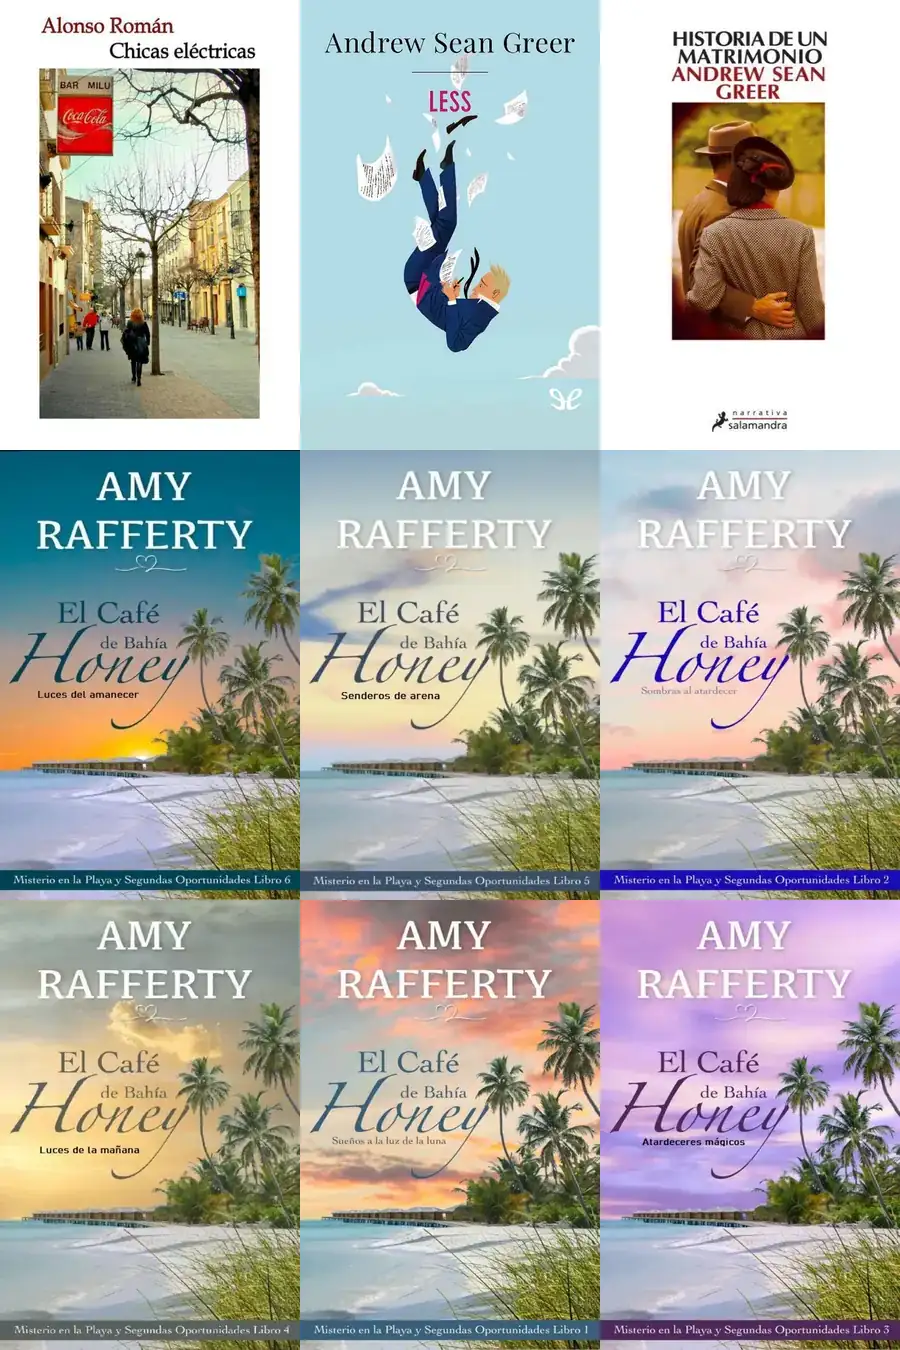 Alonso Román
Chicas eléctricas
BAR MILU
Coca-Cola
Andrew Sean Greer
LESS
HISTORIA DE UN
MATRIMONIO
ANDREW SEAN
GREER
narrativa
salamandra
AMY
RAFFERTY
El Café
de Bahía
Honey
Luces del amanecer
Misterio en la Playa y Segundas Oportunidades Libro 6
AMY
RAFFERTY
El Café
de Bahía
Honey
Senderos de arena
Misterio en la Playa y Segundas Oportunidades Libro 5
AMY
RAFFERTY
El Café
de Bahía
Honey
Sombras al atardecer
Misterio en la Playa y Segundas Oportunidades Libro 2
AMY
RAFFERTY
El Café
de Bahía
Honey
Luces de la mañana
Misterio en la Playa y Segundas Oportunidades Libro 4
AMY
RAFFERTY
El Café
de Bahía
Honey
Sueños a la luz de la luna
Misterio en la Playa y Segundas Oportunidades Libro 1
AMY
RAFFERTY
El Café
de Bahía
Honey
Atardeceres mágicos
Misterio en la Playa y Segundas Oportunidades Libro 3